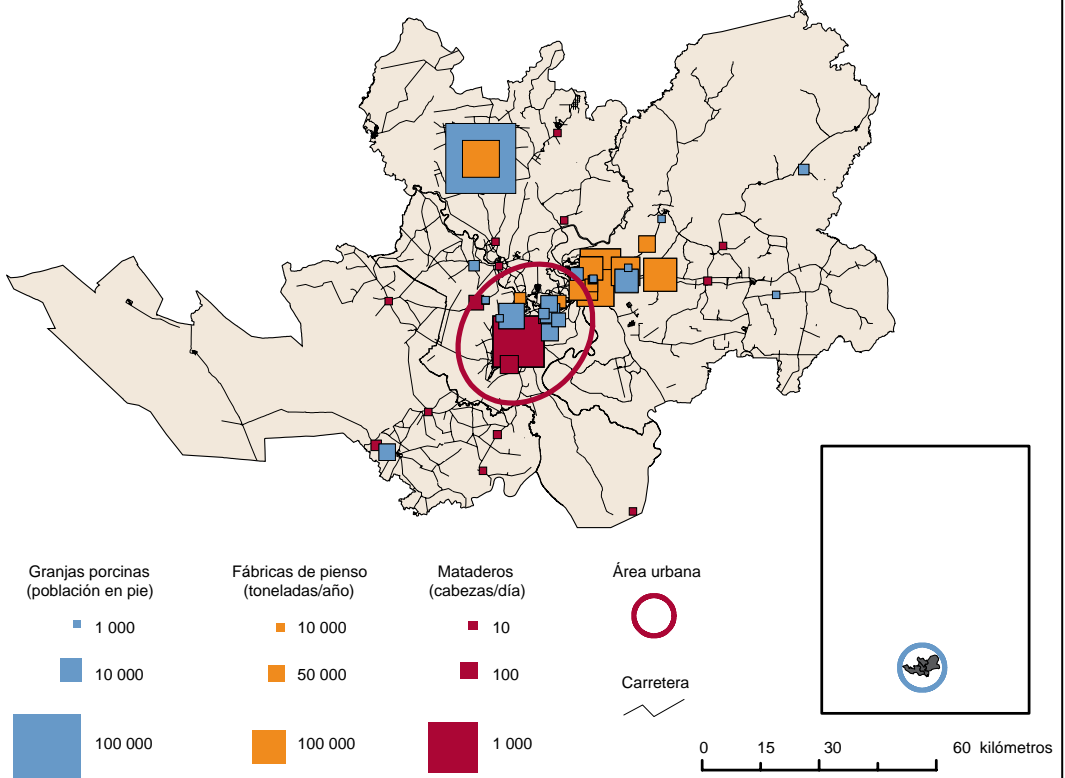 Granjas porcinas
(población en pie)
1 000
10 000
100 000
Fábricas de pienso
(toneladas/año)
10 000
50 000
100 000
Mataderos
(cabezas/día)
10
100
1 000
Área urbana
Carretera
0 15 30 60 kilómetros